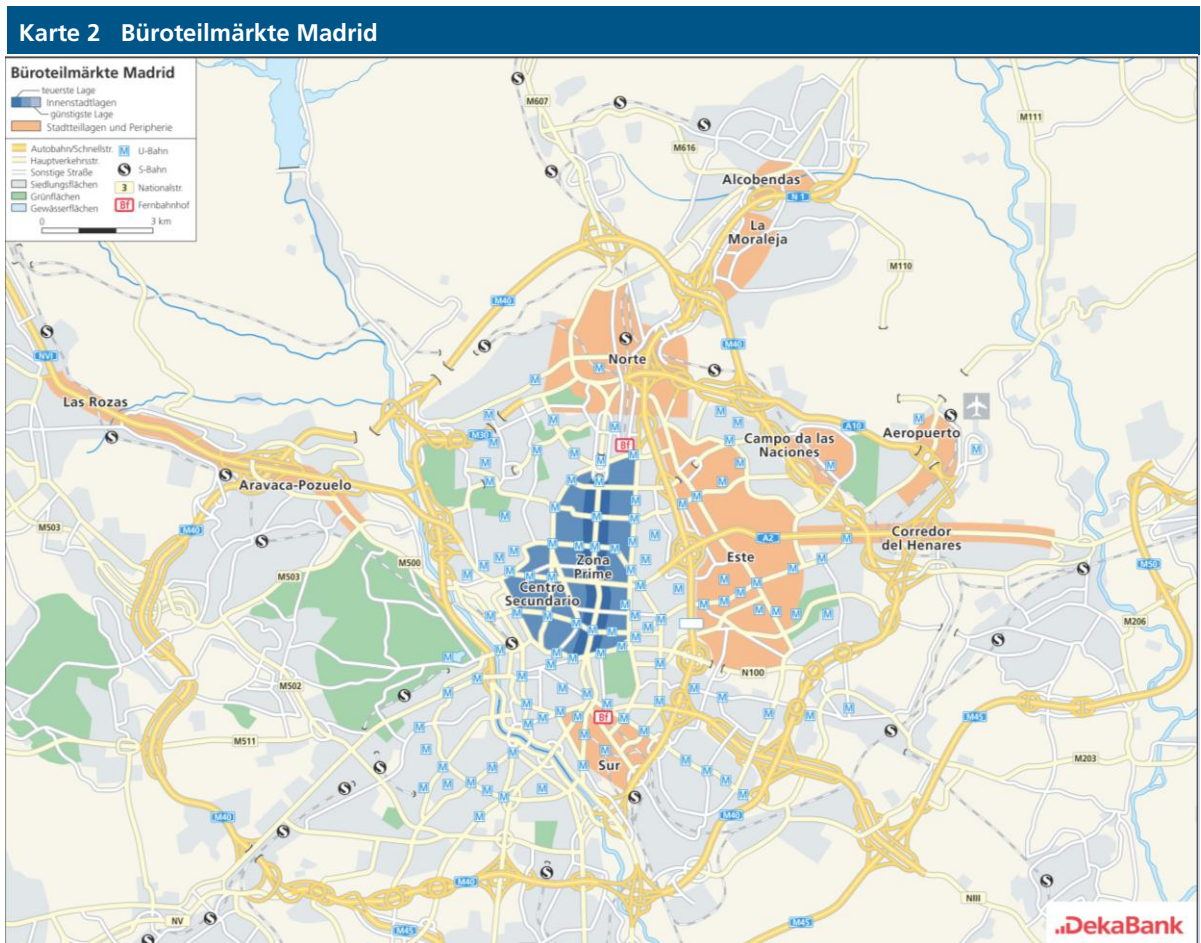 Karte 2 Büroteilmärkte Madrid
Büroteilmärkte Madrid
teuerste Lage
Innenstadtlagen
günstigste Lage
Stadtteillagen und Peripherie
Autobahn/Schnellstr.
Hauptverkehrsstr.
Sonstige Straße
Siedlungsflächen
Grünflächen
Gewässerflächen
M U-Bahn
S S-Bahn
3 Nationalstr.
Bf Fernbahnhof
0 3 km
M607
M111
M616
Alcobendas
N 1
La
Moraleja
M110
M40
M40
NVI
Norte
Las Rozas
M30
Bf
Campo da las
Naciones
A10
Aeropuerto
Aravaca-Pozuelo
M503
M40
M500
A2
Corredor
del Henares
Zona
Prime
Este
Centro
Secundario
M503
M50
M206
N100
M502
M511
Bf
Sur
M45
M203
M40
M40
M40
NV
M45
M45
NIII
DekaBank